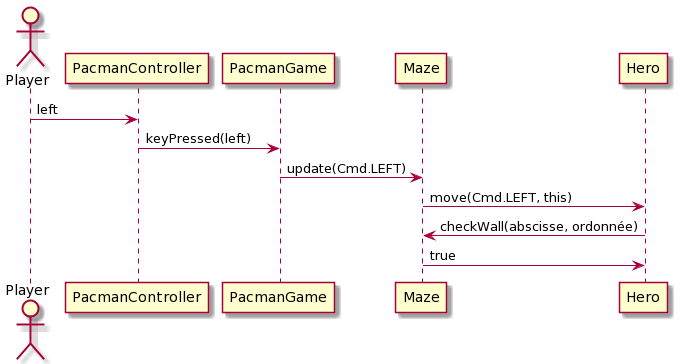 Player
PacmanController
PacmanGame
Maze
Hero
left
keyPressed(left)
update(Cmd.LEFT)
move(Cmd.LEFT, this)
checkWall(abscisse, ordonnée)
true
Player
PacmanController
PacmanGame
Maze
Hero